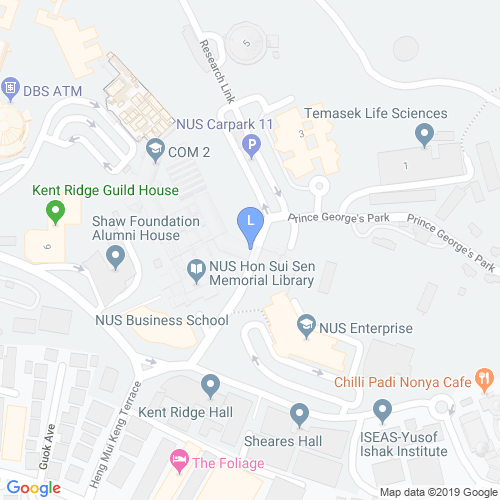 5
Research Link
DBS ATM
NUS Carpark 11
P
3
Temasek Life Sciences
1
COM 2
Kent Ridge Guild House
Prince George's Park
Prince George's Park
L
Shaw Foundation
Alumni House
6
NUS Hon Sui Sen
Memorial Library
NUS Business School
NUS Enterprise
Chilli Padi Nonya Cafe
Kent Ridge Hall
Heng Mui Keng Terrace
Guok Ave
Sheares Hall
ISEAS-Yusof
Ishak Institute
The Foliage
Google
Map data ©2019 Google